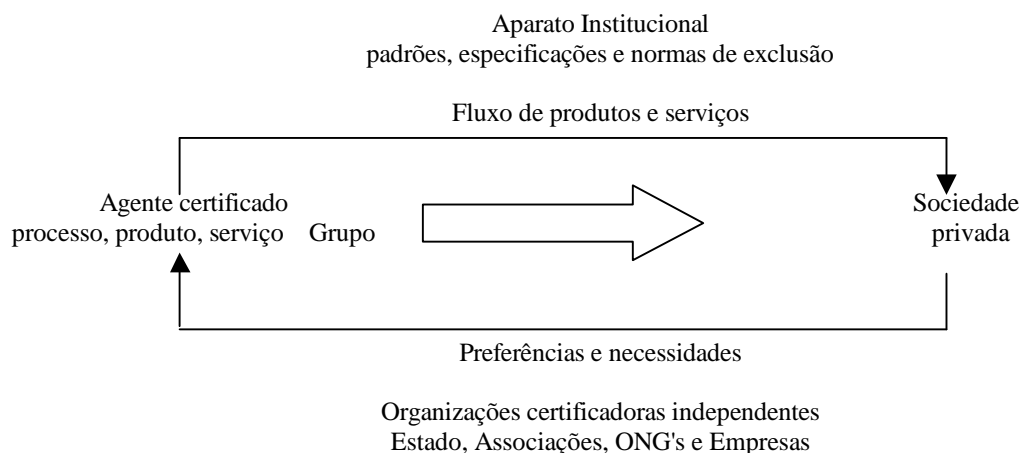 Aparato Institucional
padrões, especificações e normas de exclusão
Fluxo de produtos e serviços
Agente certificado
processo, produto, serviço Grupo
Sociedade
privada
Preferências e necessidades
Organizações certificadoras independentes
Estado, Associações, ONG's e Empresas